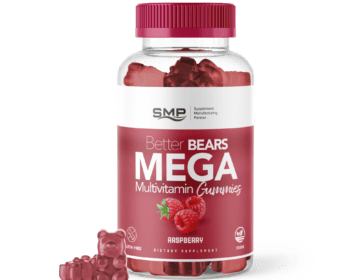 SMP
Supplement
Manufacturing
Partner
Better BEARS
MEGA
Multivitamin Gummies
RASPBERRY
DIETARY SUPPLEMENT